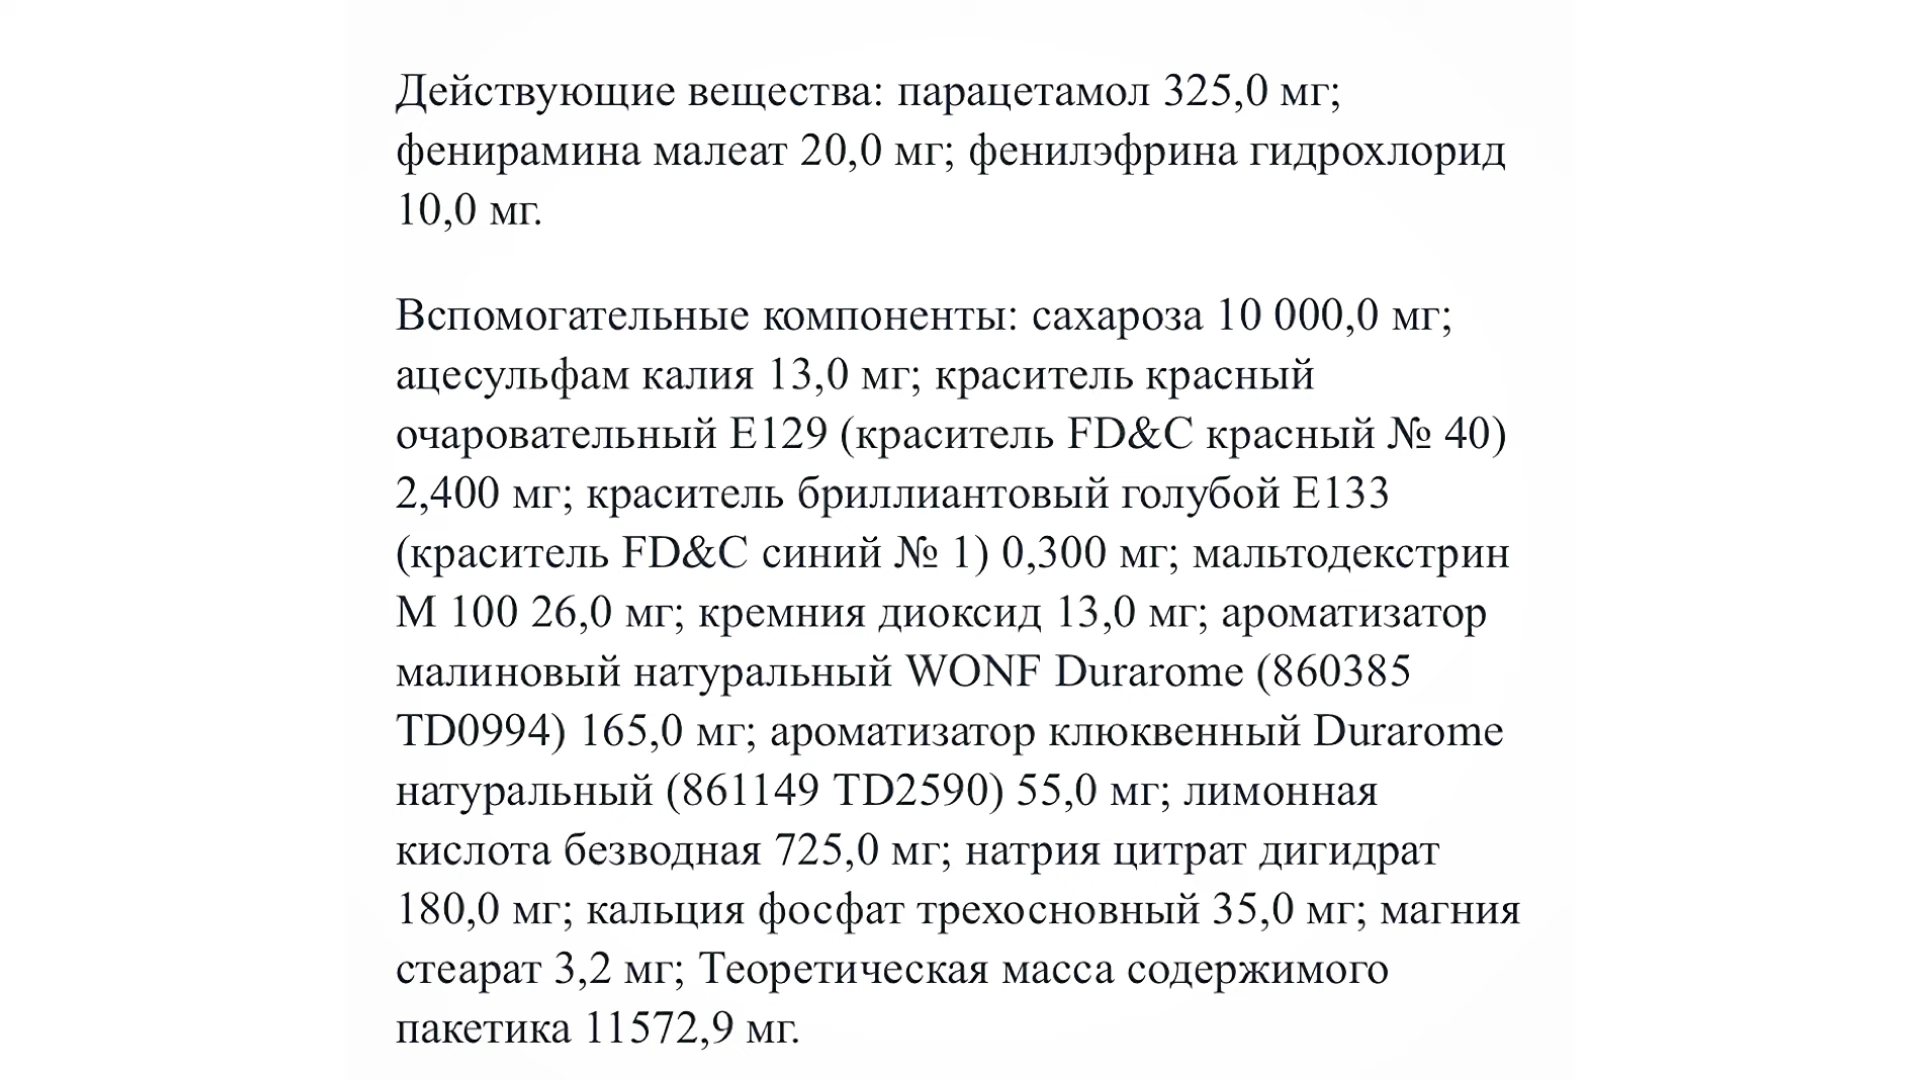 Действующие вещества: парацетамол 325,0 мг;
фенирамина малеат 20,0 мг; фенилэфрина гидрохлорид
10,0 мг.
Вспомогательные компоненты: сахароза 10 000,0 мг;
ацесульфам калия 13,0 мг; краситель красный
очаровательный E129 (краситель FD&C красный № 40)
2,400 мг; краситель бриллиантовый голубой E133
(краситель FD&C синий № 1) 0,300 мг; мальтодекстрин
М 100 26,0 мг; кремния диоксид 13,0 мг; ароматизатор
малиновый натуральный WONF Durarome (860385
TD0994) 165,0 мг; ароматизатор клюквенный Durarome
натуральный (861149 TD2590) 55,0 мг; лимонная
кислота безводная 725,0 мг; натрия цитрат дигидрат
180,0 мг; кальция фосфат трехосновный 35,0 мг; магния
стеарат 3,2 мг; Теоретическая масса содержимого
пакетика 11572,9 мг.